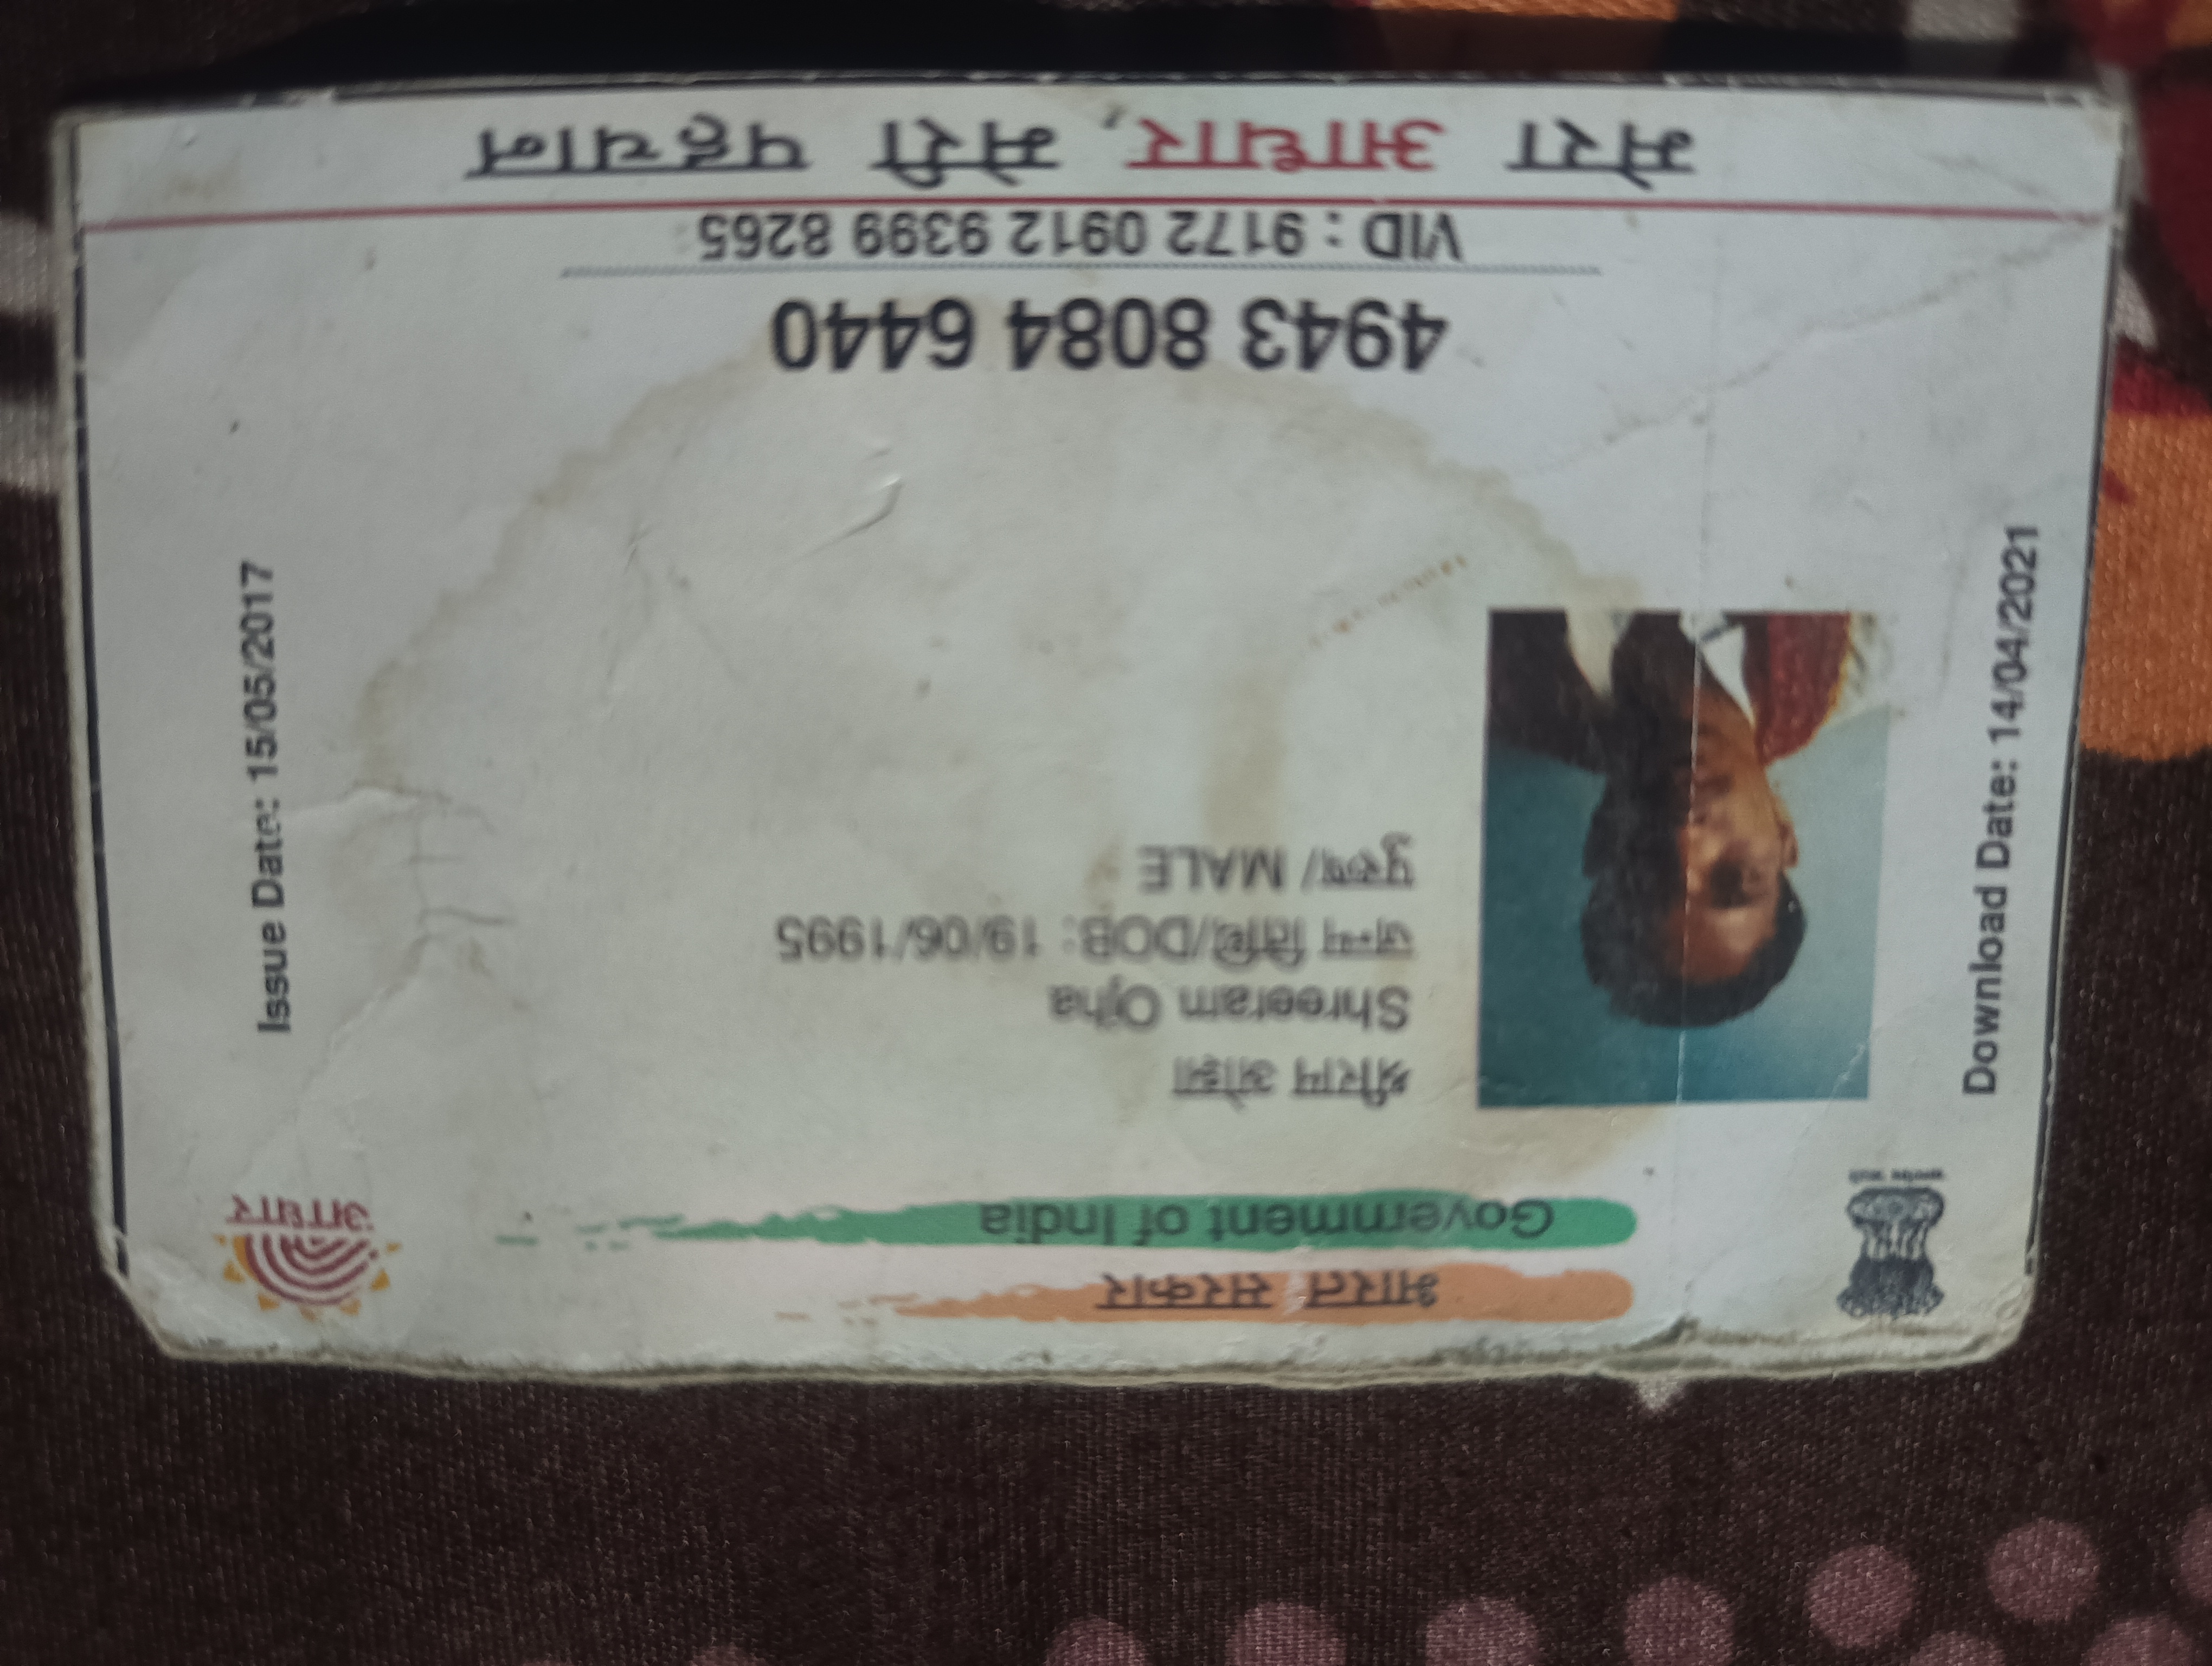 भारत सरकार
Government of India
आधार
Download Date: 14/04/2021
श्रीराम ओझा
Shreeram Ojha
जन्म तिथि/DOB: 19/06/1995
पुरुष/ MALE
Issue Date: 15/05/2017
4943 8084 6440
VID : 9172 0912 9399 8265
मेरा आधार, मेरी पहचान